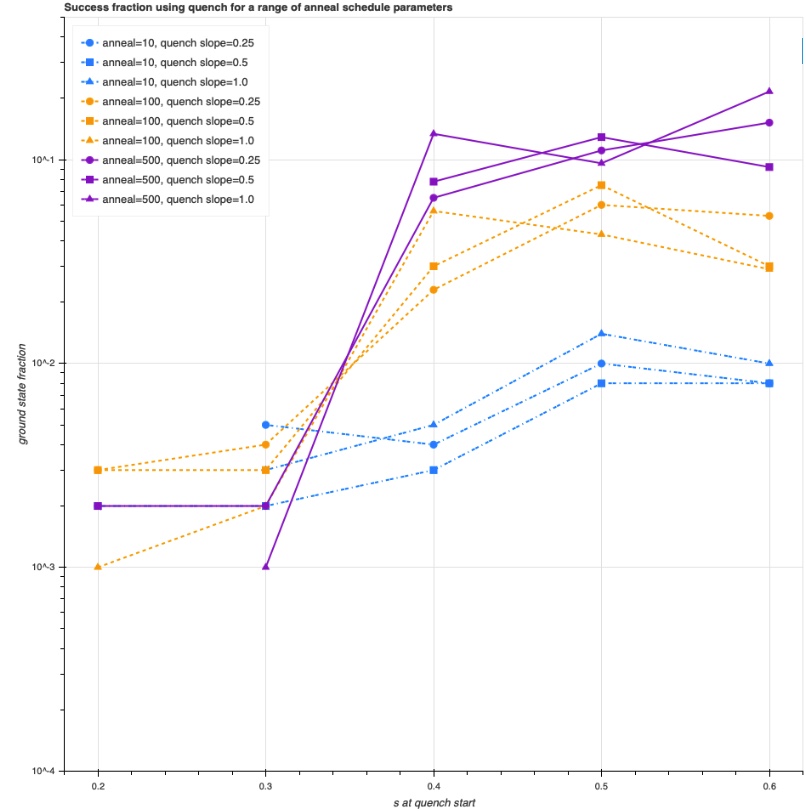 Success fraction using quench for a range of anneal schedule parameters
anneal=10, quench slope=0.25
anneal=10, quench slope=0.5
anneal=10, quench slope=1.0
anneal=100, quench slope=0.25
anneal=100, quench slope=0.5
anneal=100, quench slope=1.0
anneal=500, quench slope=0.25
anneal=500, quench slope=0.5
anneal=500, quench slope=1.0
10^-1
10^-2
10^-3
10^-4
ground state fraction
0.2 0.3 0.4 0.5 0.6
s at quench start